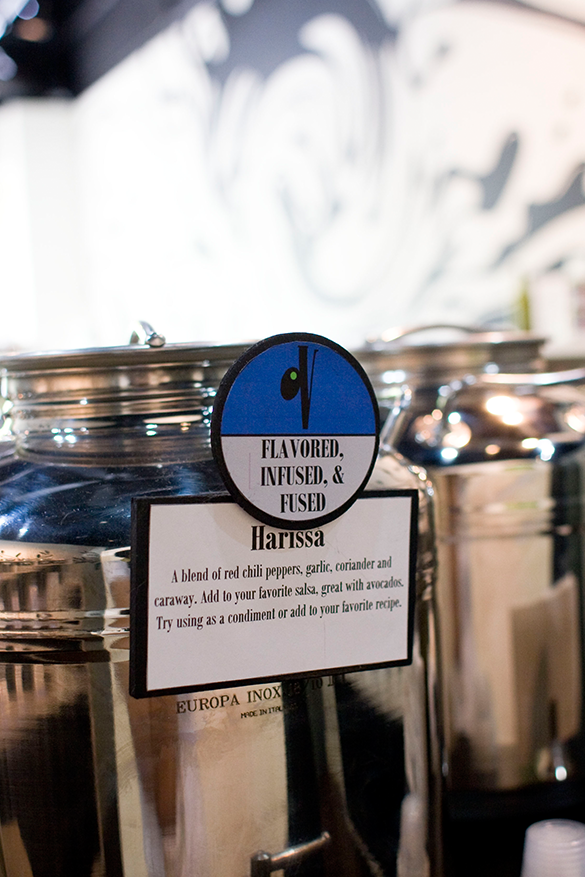 FLAVORED,
INFUSED, &
FUSED
Harissa
A blend of red chili peppers, garlic, coriander and
caraway. Add to your favorite salsa, great with avocados.
Try using as a condiment or add to your favorite recipe.
EUROPA INOX
MADE IN ITAL